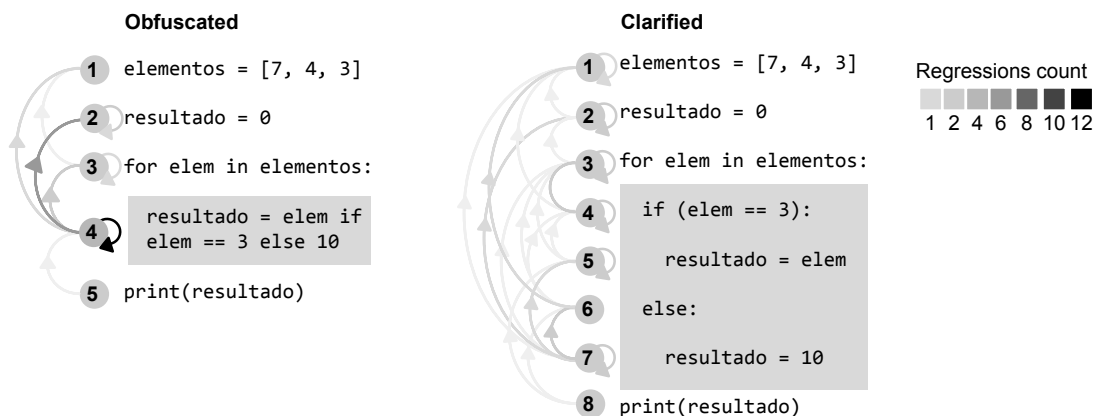 Obfuscated
1 elementos = [7, 4, 3]
2 resultado = 0
3 for elem in elementos:
4 resultado = elem if
elem == 3 else 10
5 print(resultado)
Clarified
1 elementos = [7, 4, 3]
2 resultado = 0
3 for elem in elementos:
4 if (elem == 3):
5 resultado = elem
6 else:
7 resultado = 10
8 print(resultado)
Regressions count
1 2 4 6 8 10 12